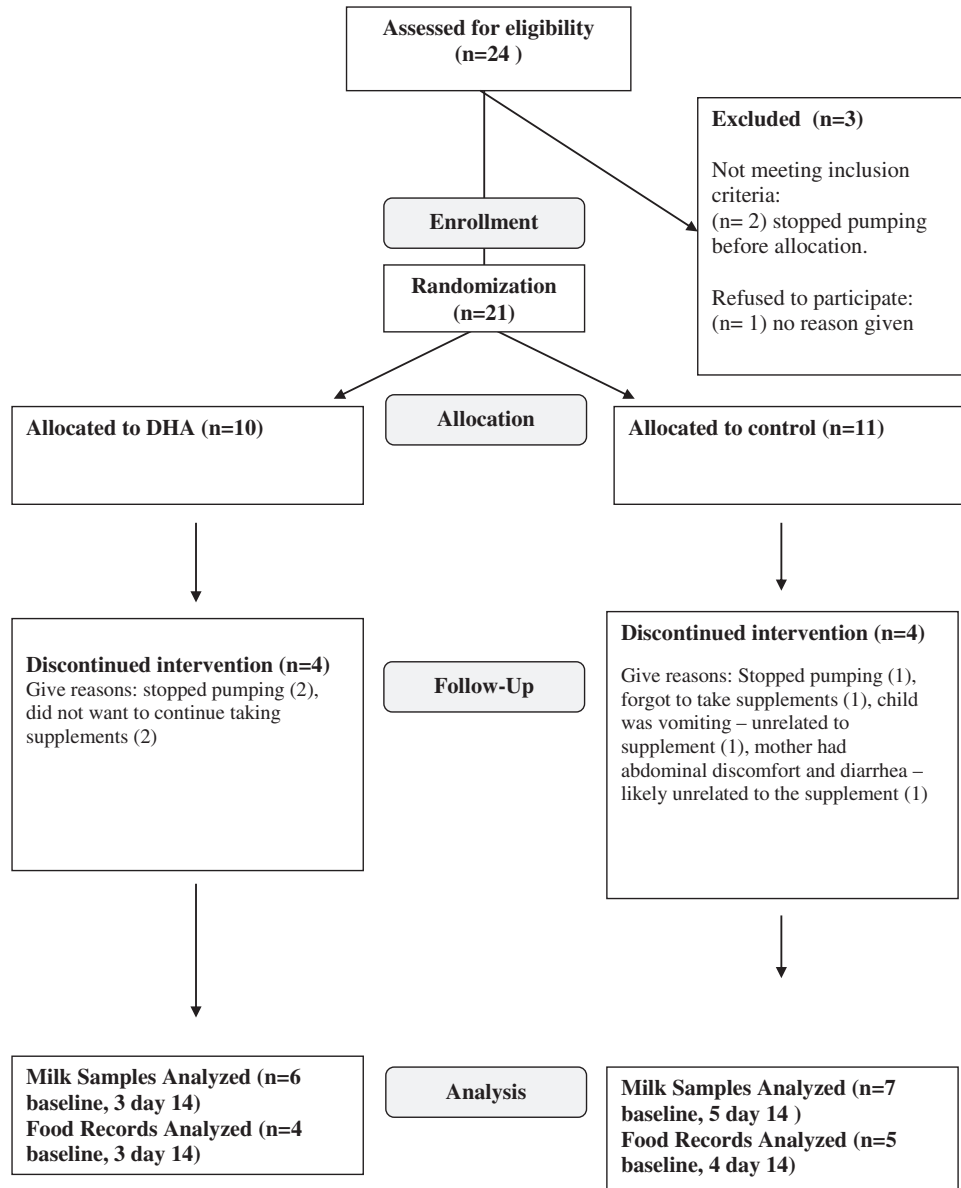 Assessed for eligibility
(n=24 )
Excluded (n=3)
Not meeting inclusion
criteria:
(n= 2) stopped pumping
before allocation.
Refused to participate:
(n= 1) no reason given
Enrollment
Randomization
(n=21)
Allocated to DHA (n=10)
Allocation
Allocated to control (n=11)
Discontinued intervention (n=4)
Give reasons: stopped pumping (2),
did not want to continue taking
supplements (2)
Follow-Up
Discontinued intervention (n=4)
Give reasons: Stopped pumping (1),
forgot to take supplements (1), child
was vomiting – unrelated to
supplement (1), mother had
abdominal discomfort and diarrhea –
likely unrelated to the supplement (1)
Milk Samples Analyzed (n=6
baseline, 3 day 14)
Food Records Analyzed (n=4
baseline, 3 day 14)
Analysis
Milk Samples Analyzed (n=7
baseline, 5 day 14 )
Food Records Analyzed (n=5
baseline, 4 day 14)